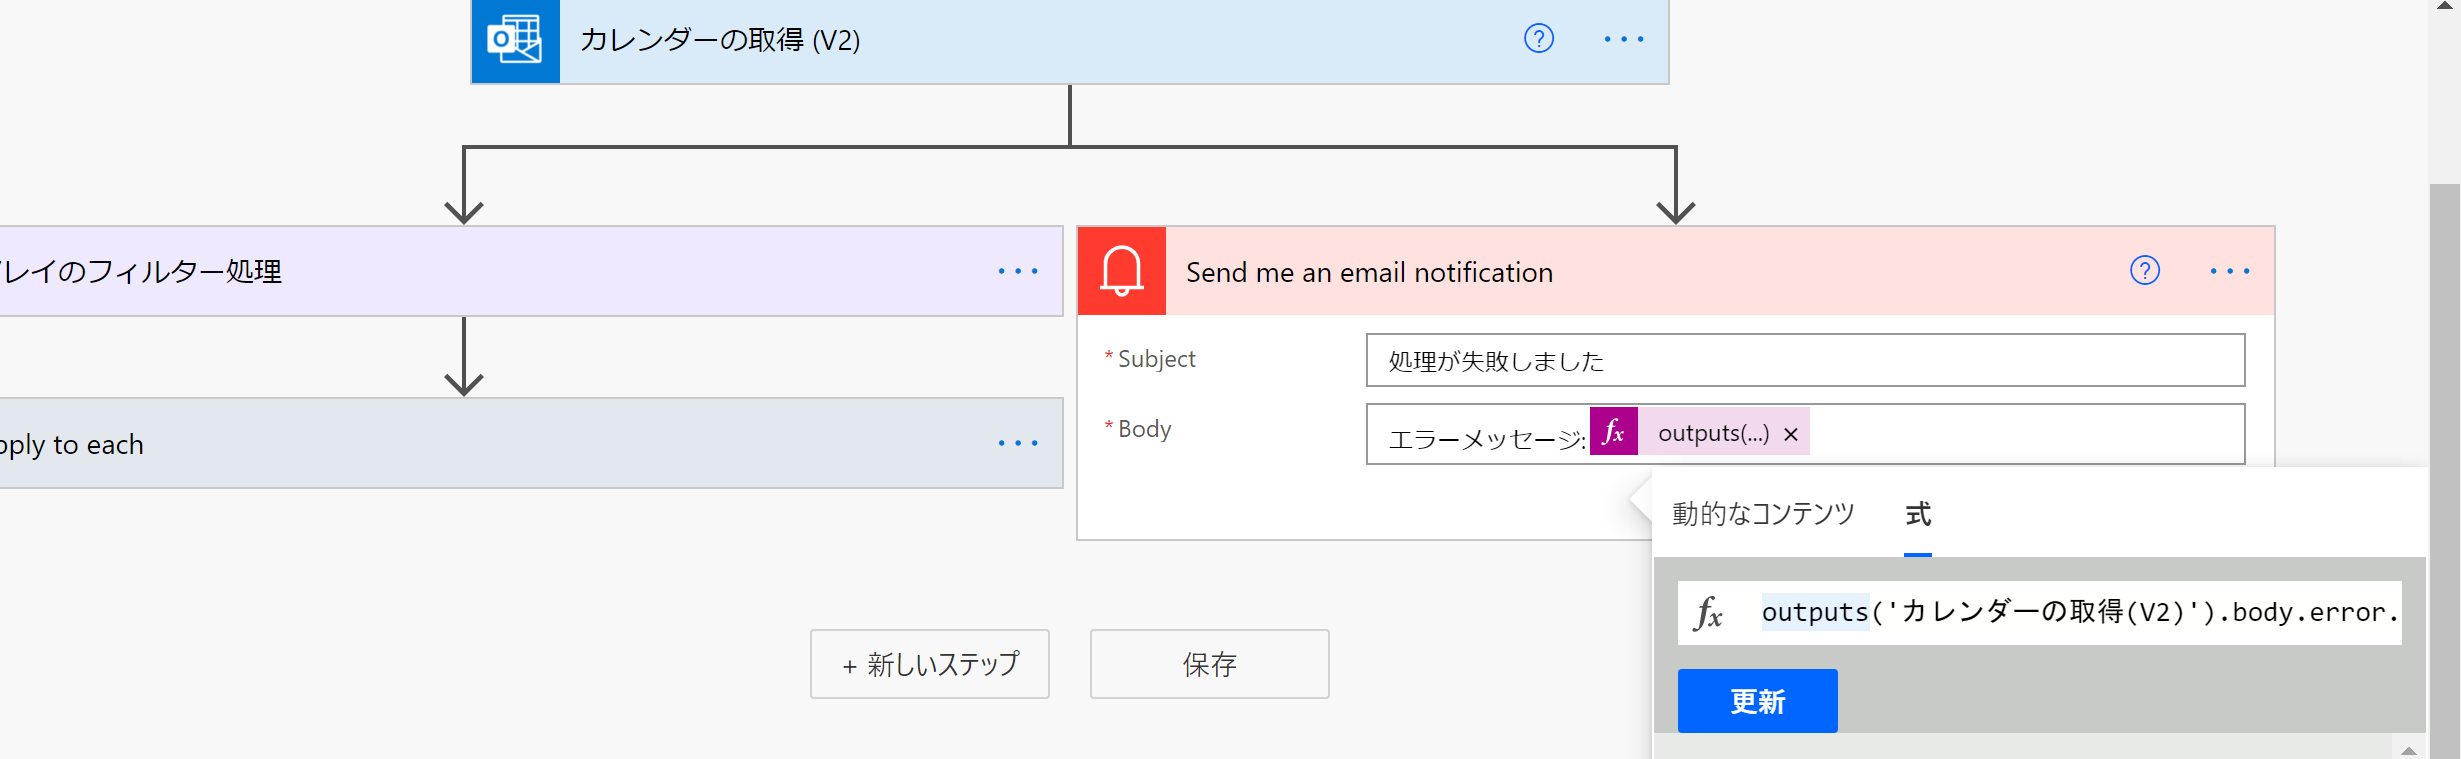 カレンダーの取得 (V2)
レイのフィルター処理
Send me an email notification
*Subject
処理が失敗しました
*Body
エラーメッセージ: fx outputs(...) ×
pply to each
動的なコンテンツ 式
fx outputs('カレンダーの取得(V2)').body.error.
更新
+ 新しいステップ
保存